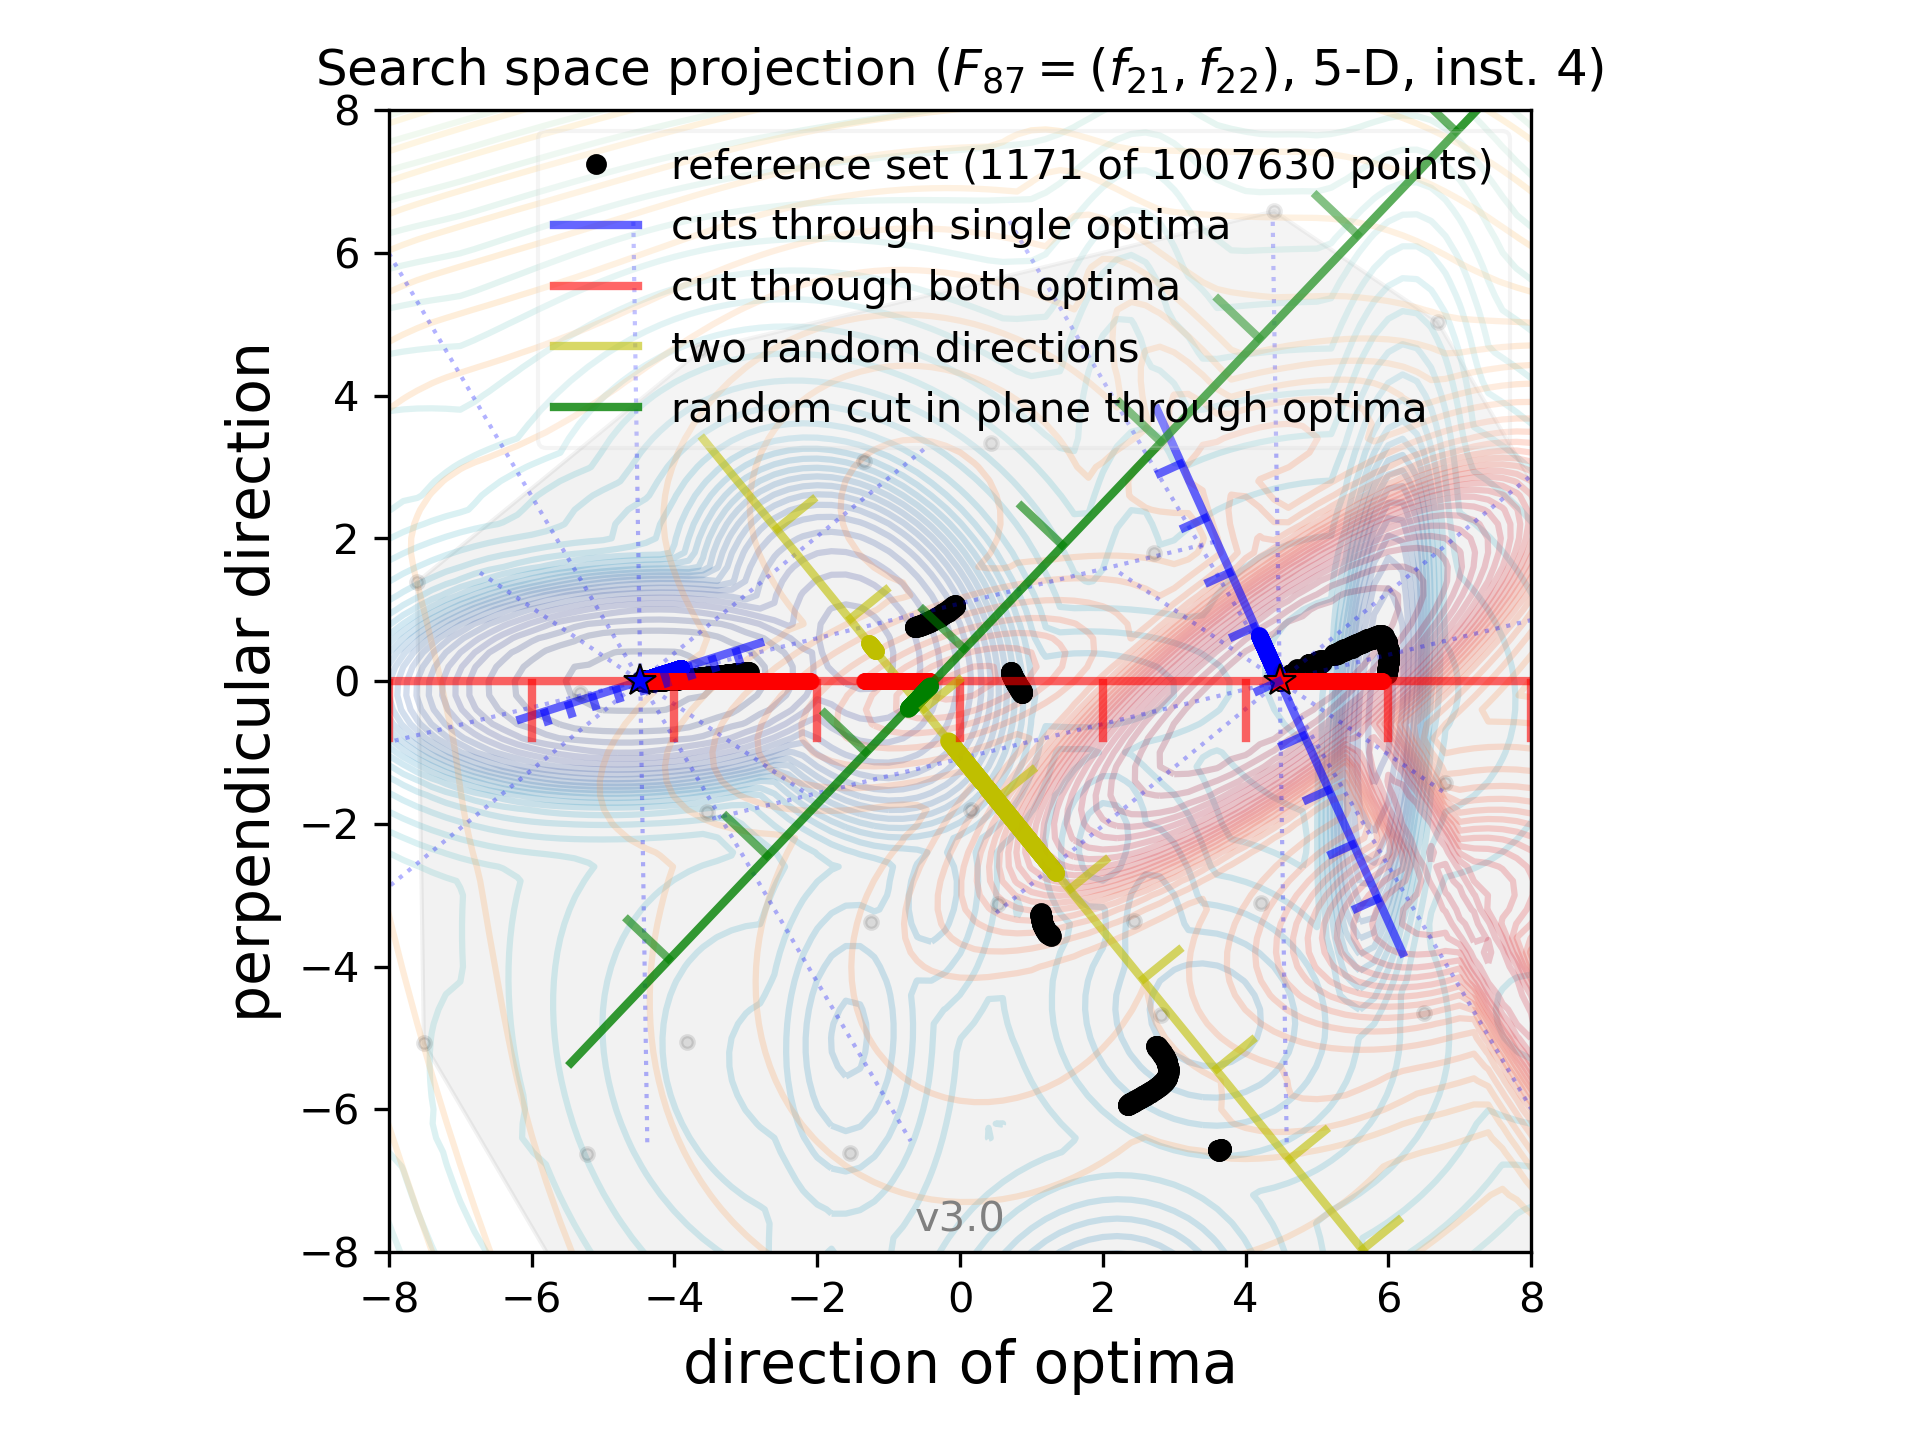 Search space projection (F87 = (f21, f22), 5-D, inst. 4)
8
6
4
2
0
−2
−4
−6
−8
perpendicular direction
reference set (1171 of 1007630 points)
cuts through single optima
cut through both optima
two random directions
random cut in plane through optima
v3.0
−8 −6 −4 −2 0 2 4 6 8
direction of optima